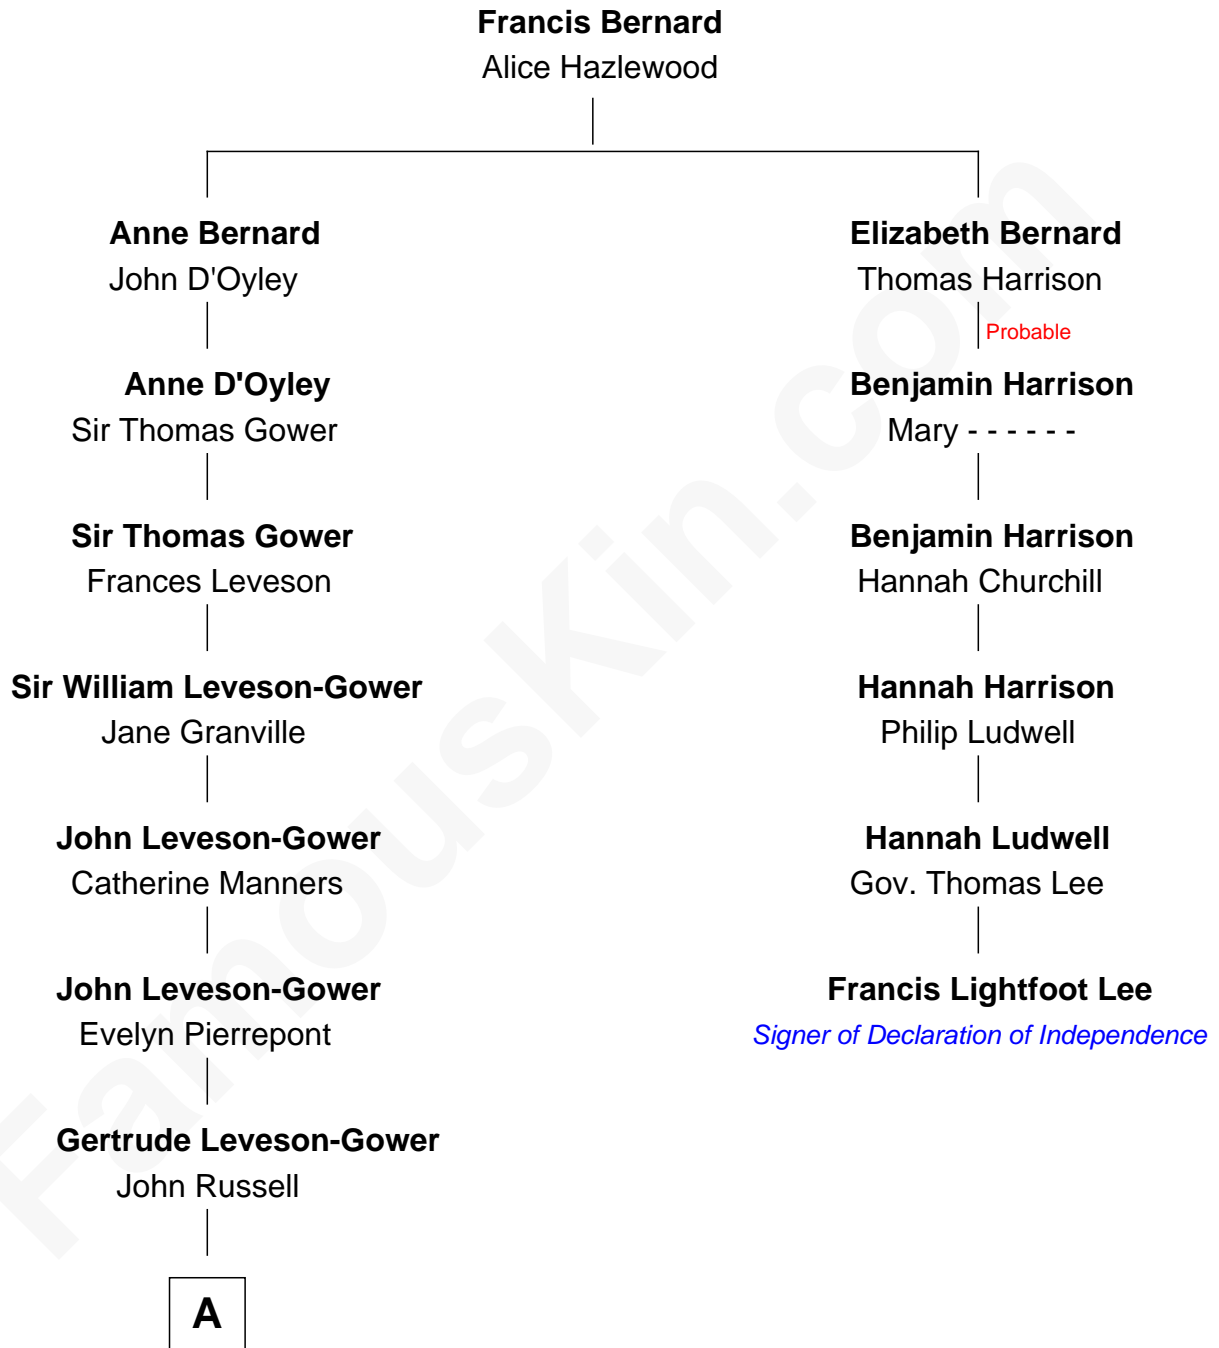 Francis Bernard
Alice Hazlewood
Anne Bernard
John D'Oyley
Elizabeth Bernard
Thomas Harrison
Probable
Anne D'Oyley
Sir Thomas Gower
Benjamin Harrison
Mary - - - - - -
Sir Thomas Gower
Frances Leveson
Benjamin Harrison
Hannah Churchill
Sir William Leveson-Gower
Jane Granville
Hannah Harrison
Philip Ludwell
John Leveson-Gower
Catherine Manners
Hannah Ludwell
Gov. Thomas Lee
John Leveson-Gower
Evelyn Pierrepont
Francis Lightfoot Lee
Signer of Declaration of Independence
Gertrude Leveson-Gower
John Russell
A
FamousKin.com